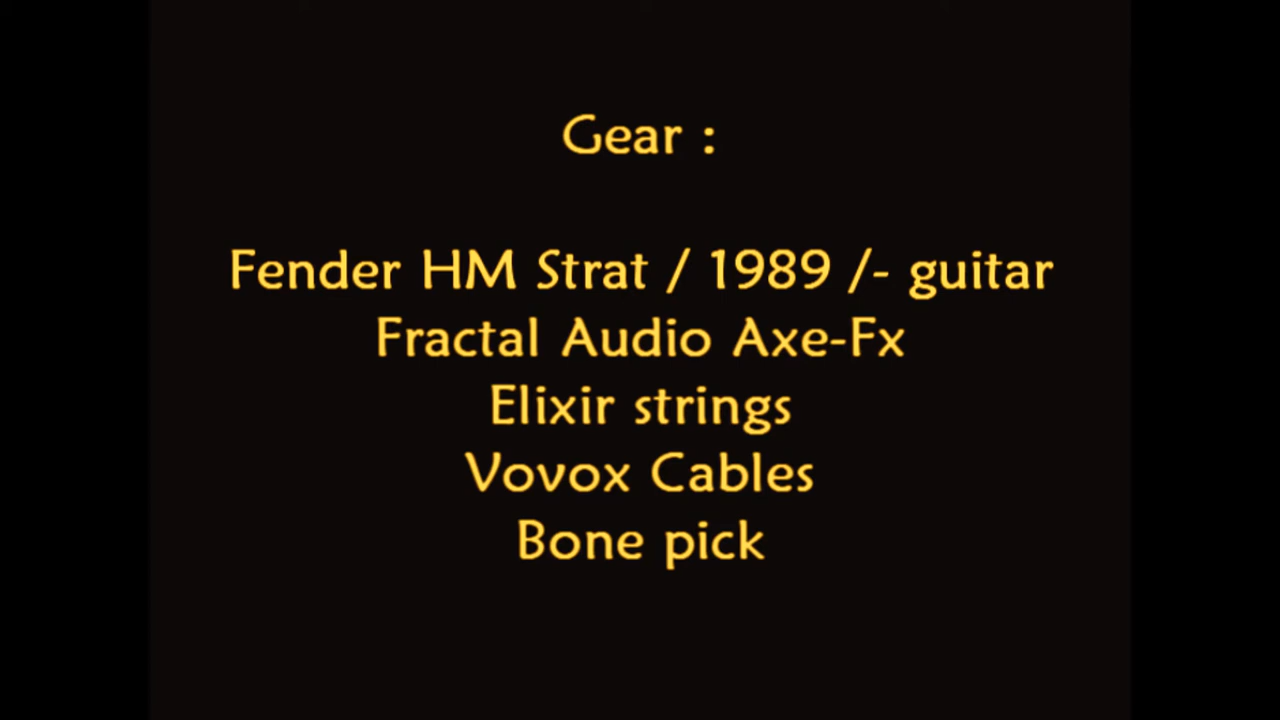 Gear :
Fender HM Strat / 1989 /- guitar
Fractal Audio Axe-Fx
Elixir strings
Vovox Cables
Bone pick